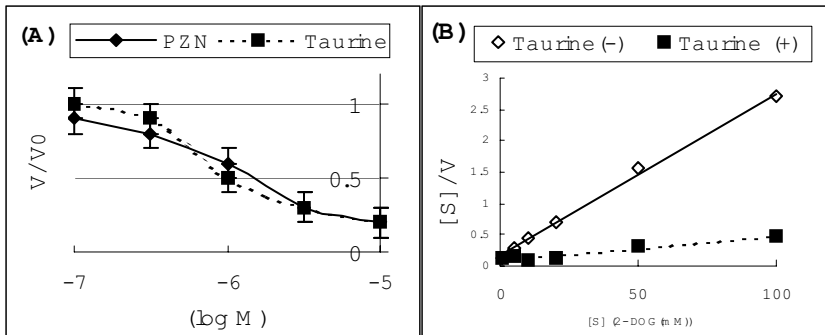 (A)
PZN Taurine
V/V0
1
0.5
0
-7 -6 -5
(log M)
(B)
Taurine (-) Taurine (+)
[S]/V
3
2.5
2
1.5
1
0.5
0
0 50 100
[S] (2-DOG (mM))